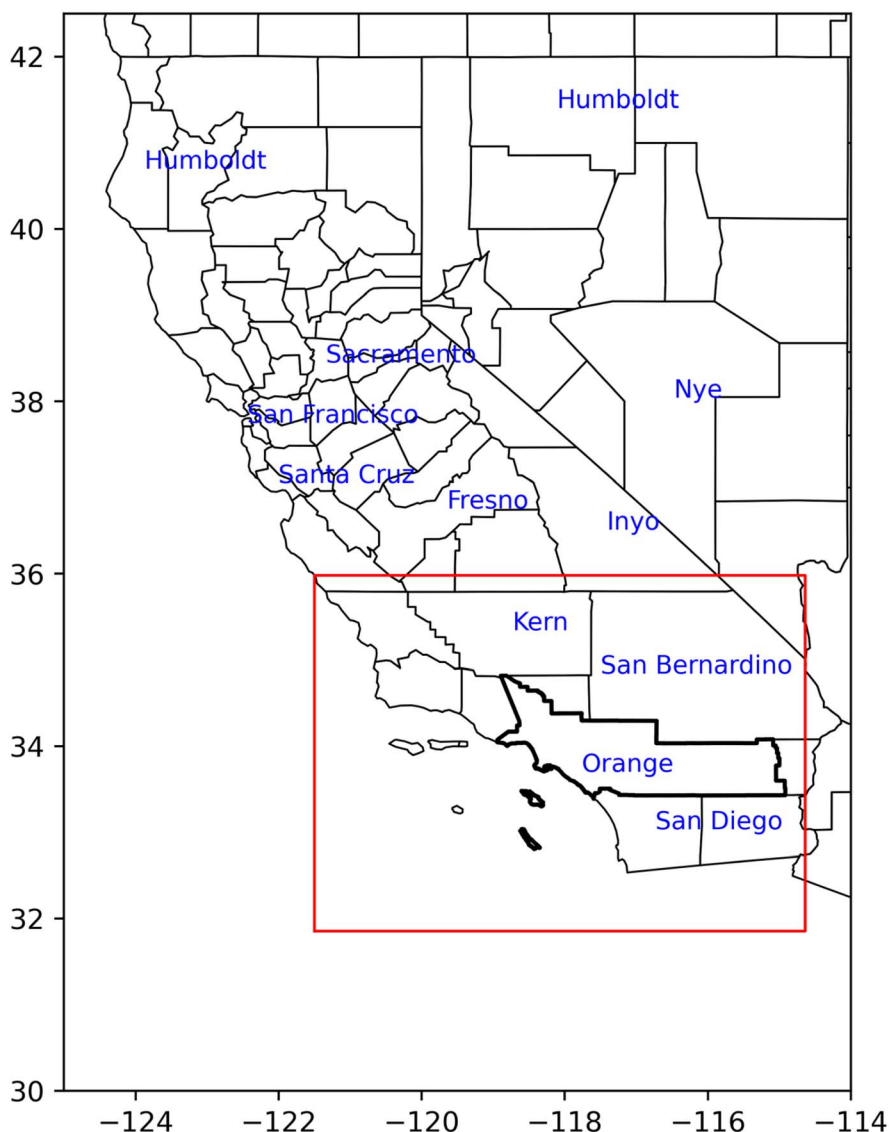 42
Humboldt
Humboldt
40
Sacramento
Nye
38
San Francisco
Santa Cruz
Fresno
Inyo
36
Kern
San Bernardino
34
Orange
San Diego
32
30
−124
−122
−120
−118
−116
−114